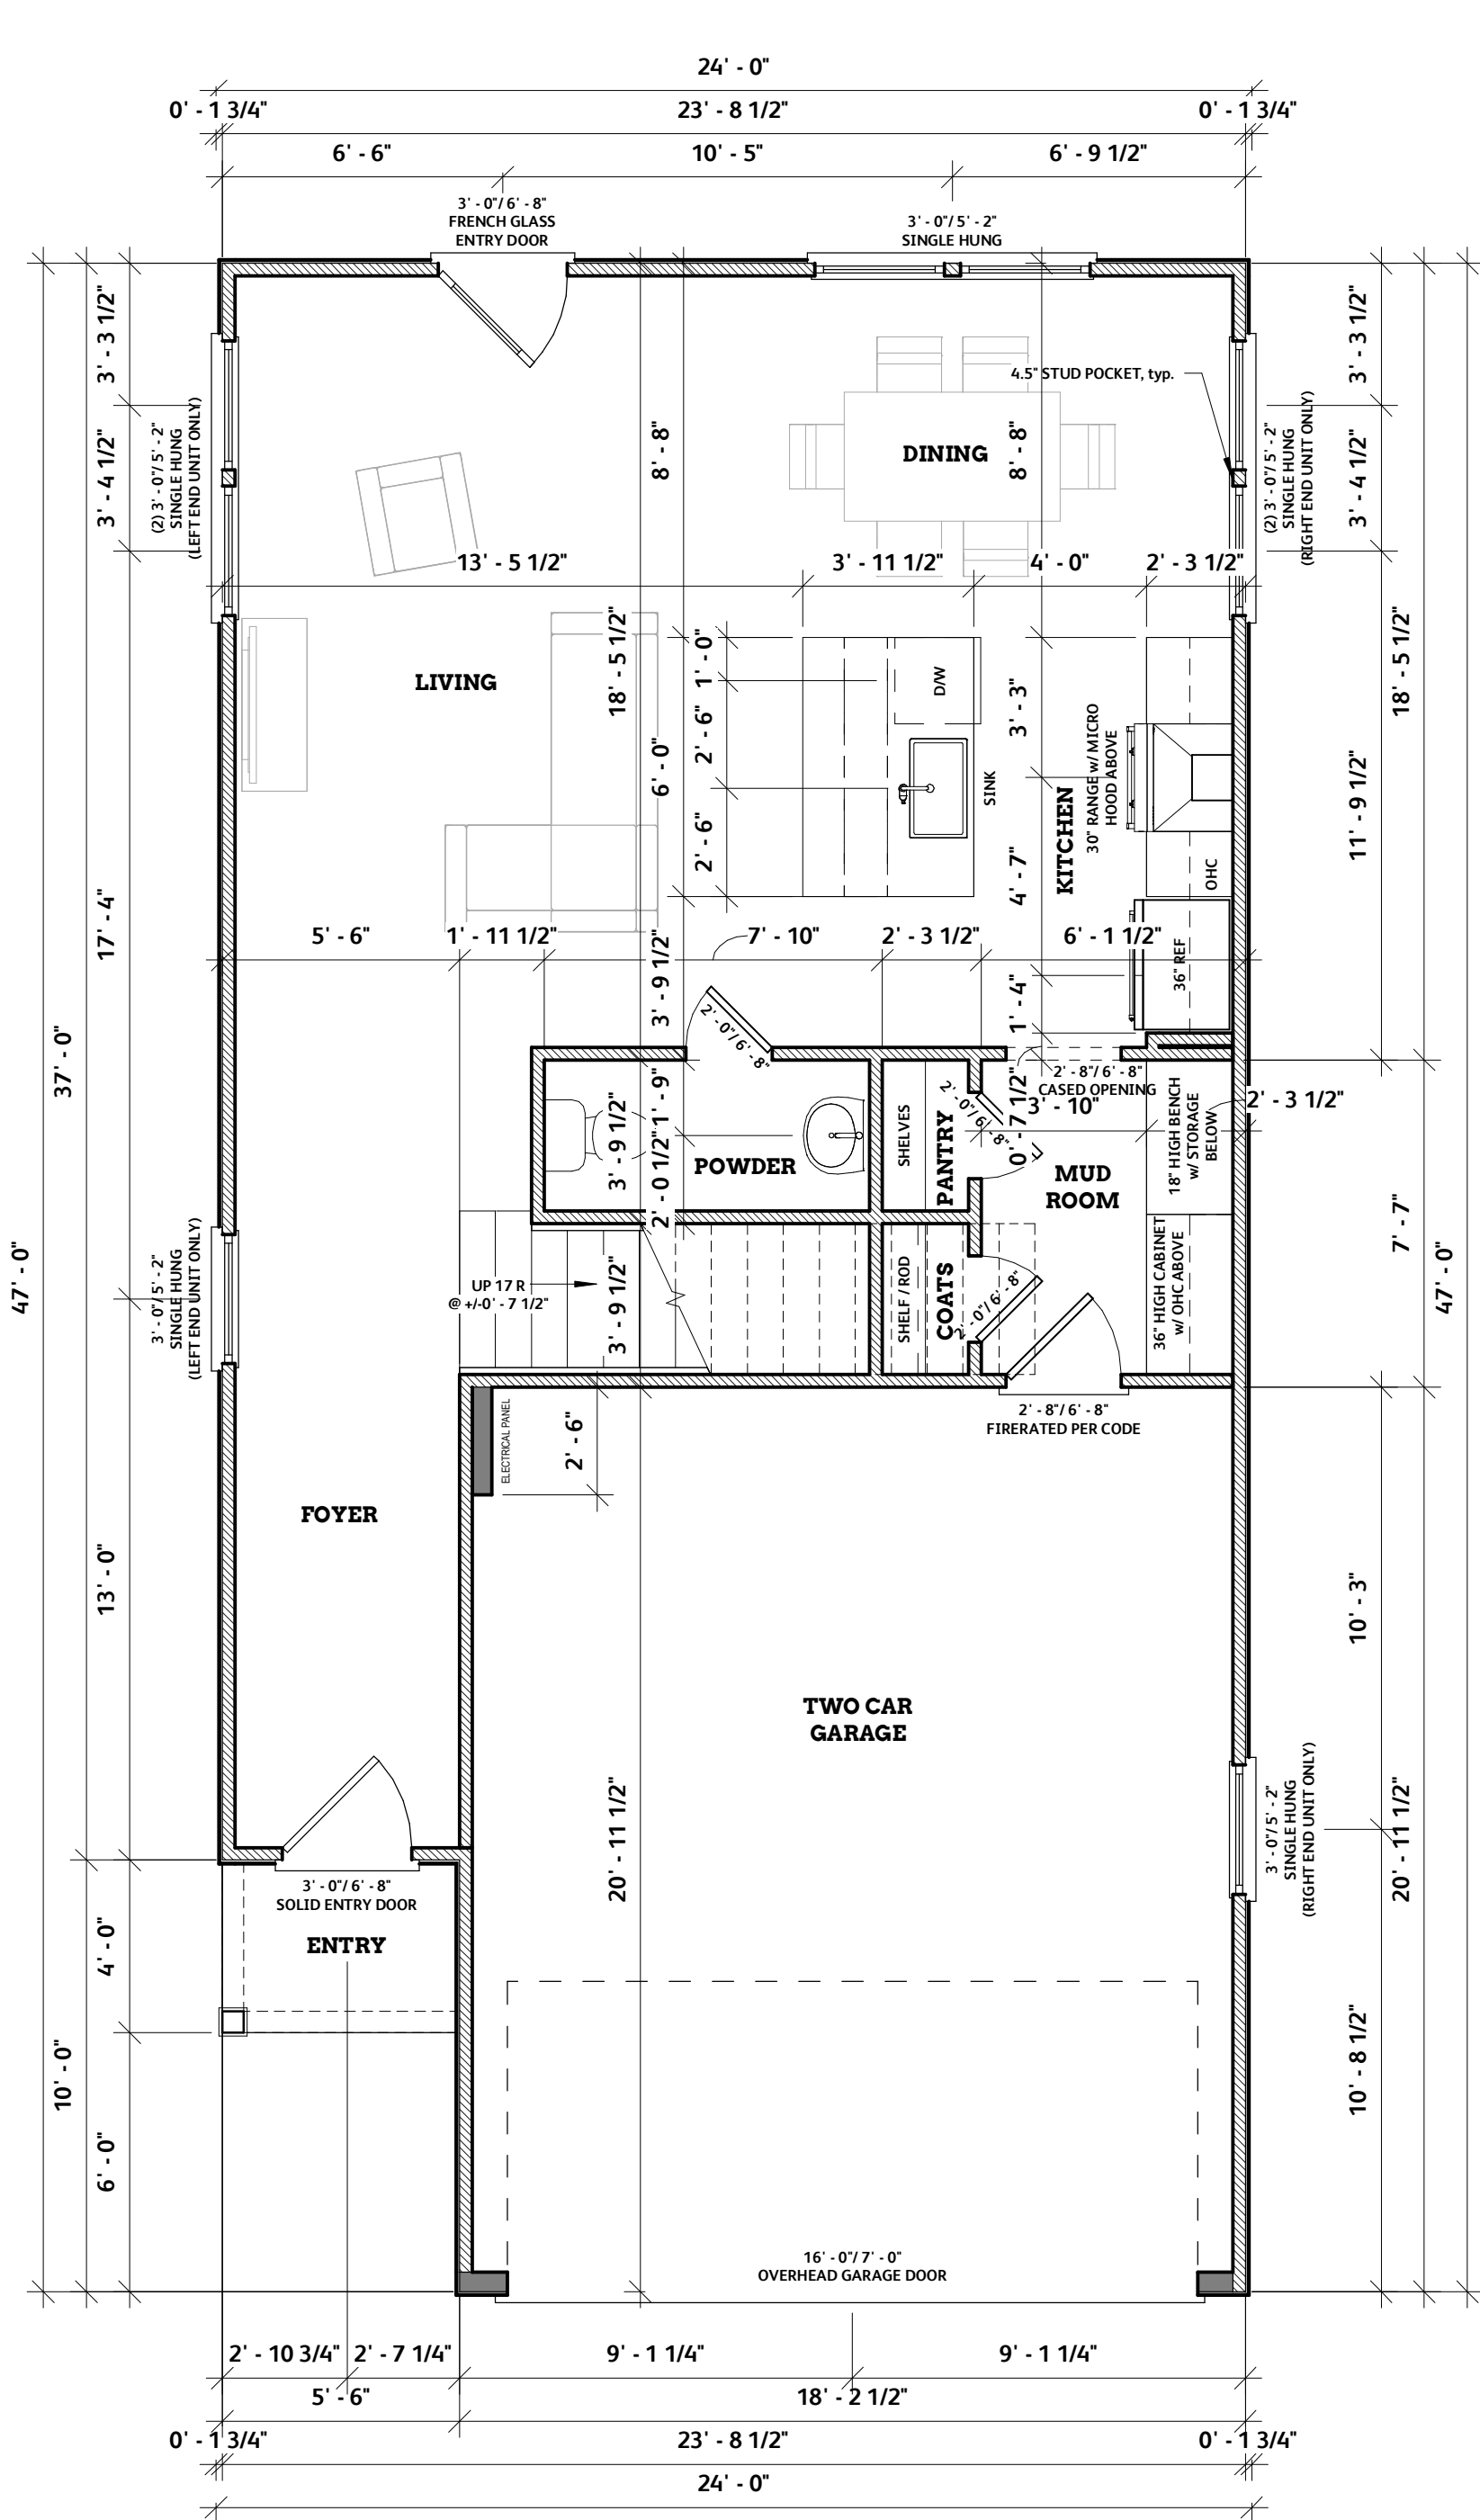 24' - 0"
0' - 1 3/4"
23' - 8 1/2"
0' - 1 3/4"
6' - 6"
10' - 5"
6' - 9 1/2"
3' - 0"/ 6' - 8"
FRENCH GLASS
ENTRY DOOR
3' - 0"/ 5' - 2"
SINGLE HUNG
3' - 3 1/2"
3' - 4 1/2"
(2) 3' - 0"/ 5' - 2"
SINGLE HUNG
(LEFT END UNIT ONLY)
8' - 8"
DINING
8' - 8"
4.5" STUD POCKET, typ.
(2) 3' - 0"/ 5' - 2"
SINGLE HUNG
(RIGHT END UNIT ONLY)
3' - 3 1/2"
3' - 4 1/2"
13' - 5 1/2"
3' - 11 1/2"
4' - 0"
2' - 3 1/2"
LIVING
18' - 5 1/2"
6' - 0"
1' - 0"
2' - 6"
2' - 6"
D/W
SINK
3' - 3"
4' - 7"
KITCHEN
30" RANGE w/ MICRO
HOOD ABOVE
OHC
18' - 5 1/2"
11' - 9 1/2"
17' - 4"
37' - 0"
47' - 0"
5' - 6"
1' - 11 1/2"
3' - 9 1/2"
7' - 10"
2' - 3 1/2"
6' - 1 1/2"
1' - 4"
36" REF
2' - 0"/ 6' - 8"
2' - 8"/ 6' - 8"
CASED OPENING
3' - 10"
2' - 3 1/2"
0' - 7 1/2"
2' - 0"/ 6' - 8"
3' - 9 1/2"
1' - 9"
2' - 0 1/2"
POWDER
SHELVES
PANTRY
MUD
ROOM
18" HIGH BENCH
w/ STORAGE
BELOW
7' - 7"
47' - 0"
3' - 0"/ 5' - 2"
SINGLE HUNG
(LEFT END UNIT ONLY)
UP 17 R
@ +/-0' - 7 1/2"
3' - 9 1/2"
SHELF / ROD
COATS
2' - 0"/ 6' - 8"
36" HIGH CABINET
w/ OHC ABOVE
2' - 8"/ 6' - 8"
FIRERATED PER CODE
ELECTRICAL PANEL
2' - 6"
FOYER
13' - 0"
10' - 3"
TWO CAR
GARAGE
20' - 11 1/2"
3' - 0"/ 5' - 2"
SINGLE HUNG
(RIGHT END UNIT ONLY)
20' - 11 1/2"
3' - 0"/ 6' - 8"
SOLID ENTRY DOOR
ENTRY
4' - 0"
10' - 0"
6' - 0"
10' - 8 1/2"
16' - 0"/ 7' - 0"
OVERHEAD GARAGE DOOR
2' - 10 3/4"
2' - 7 1/4"
9' - 1 1/4"
9' - 1 1/4"
5' - 6"
18' - 2 1/2"
0' - 1 3/4"
23' - 8 1/2"
0' - 1 3/4"
24' - 0"